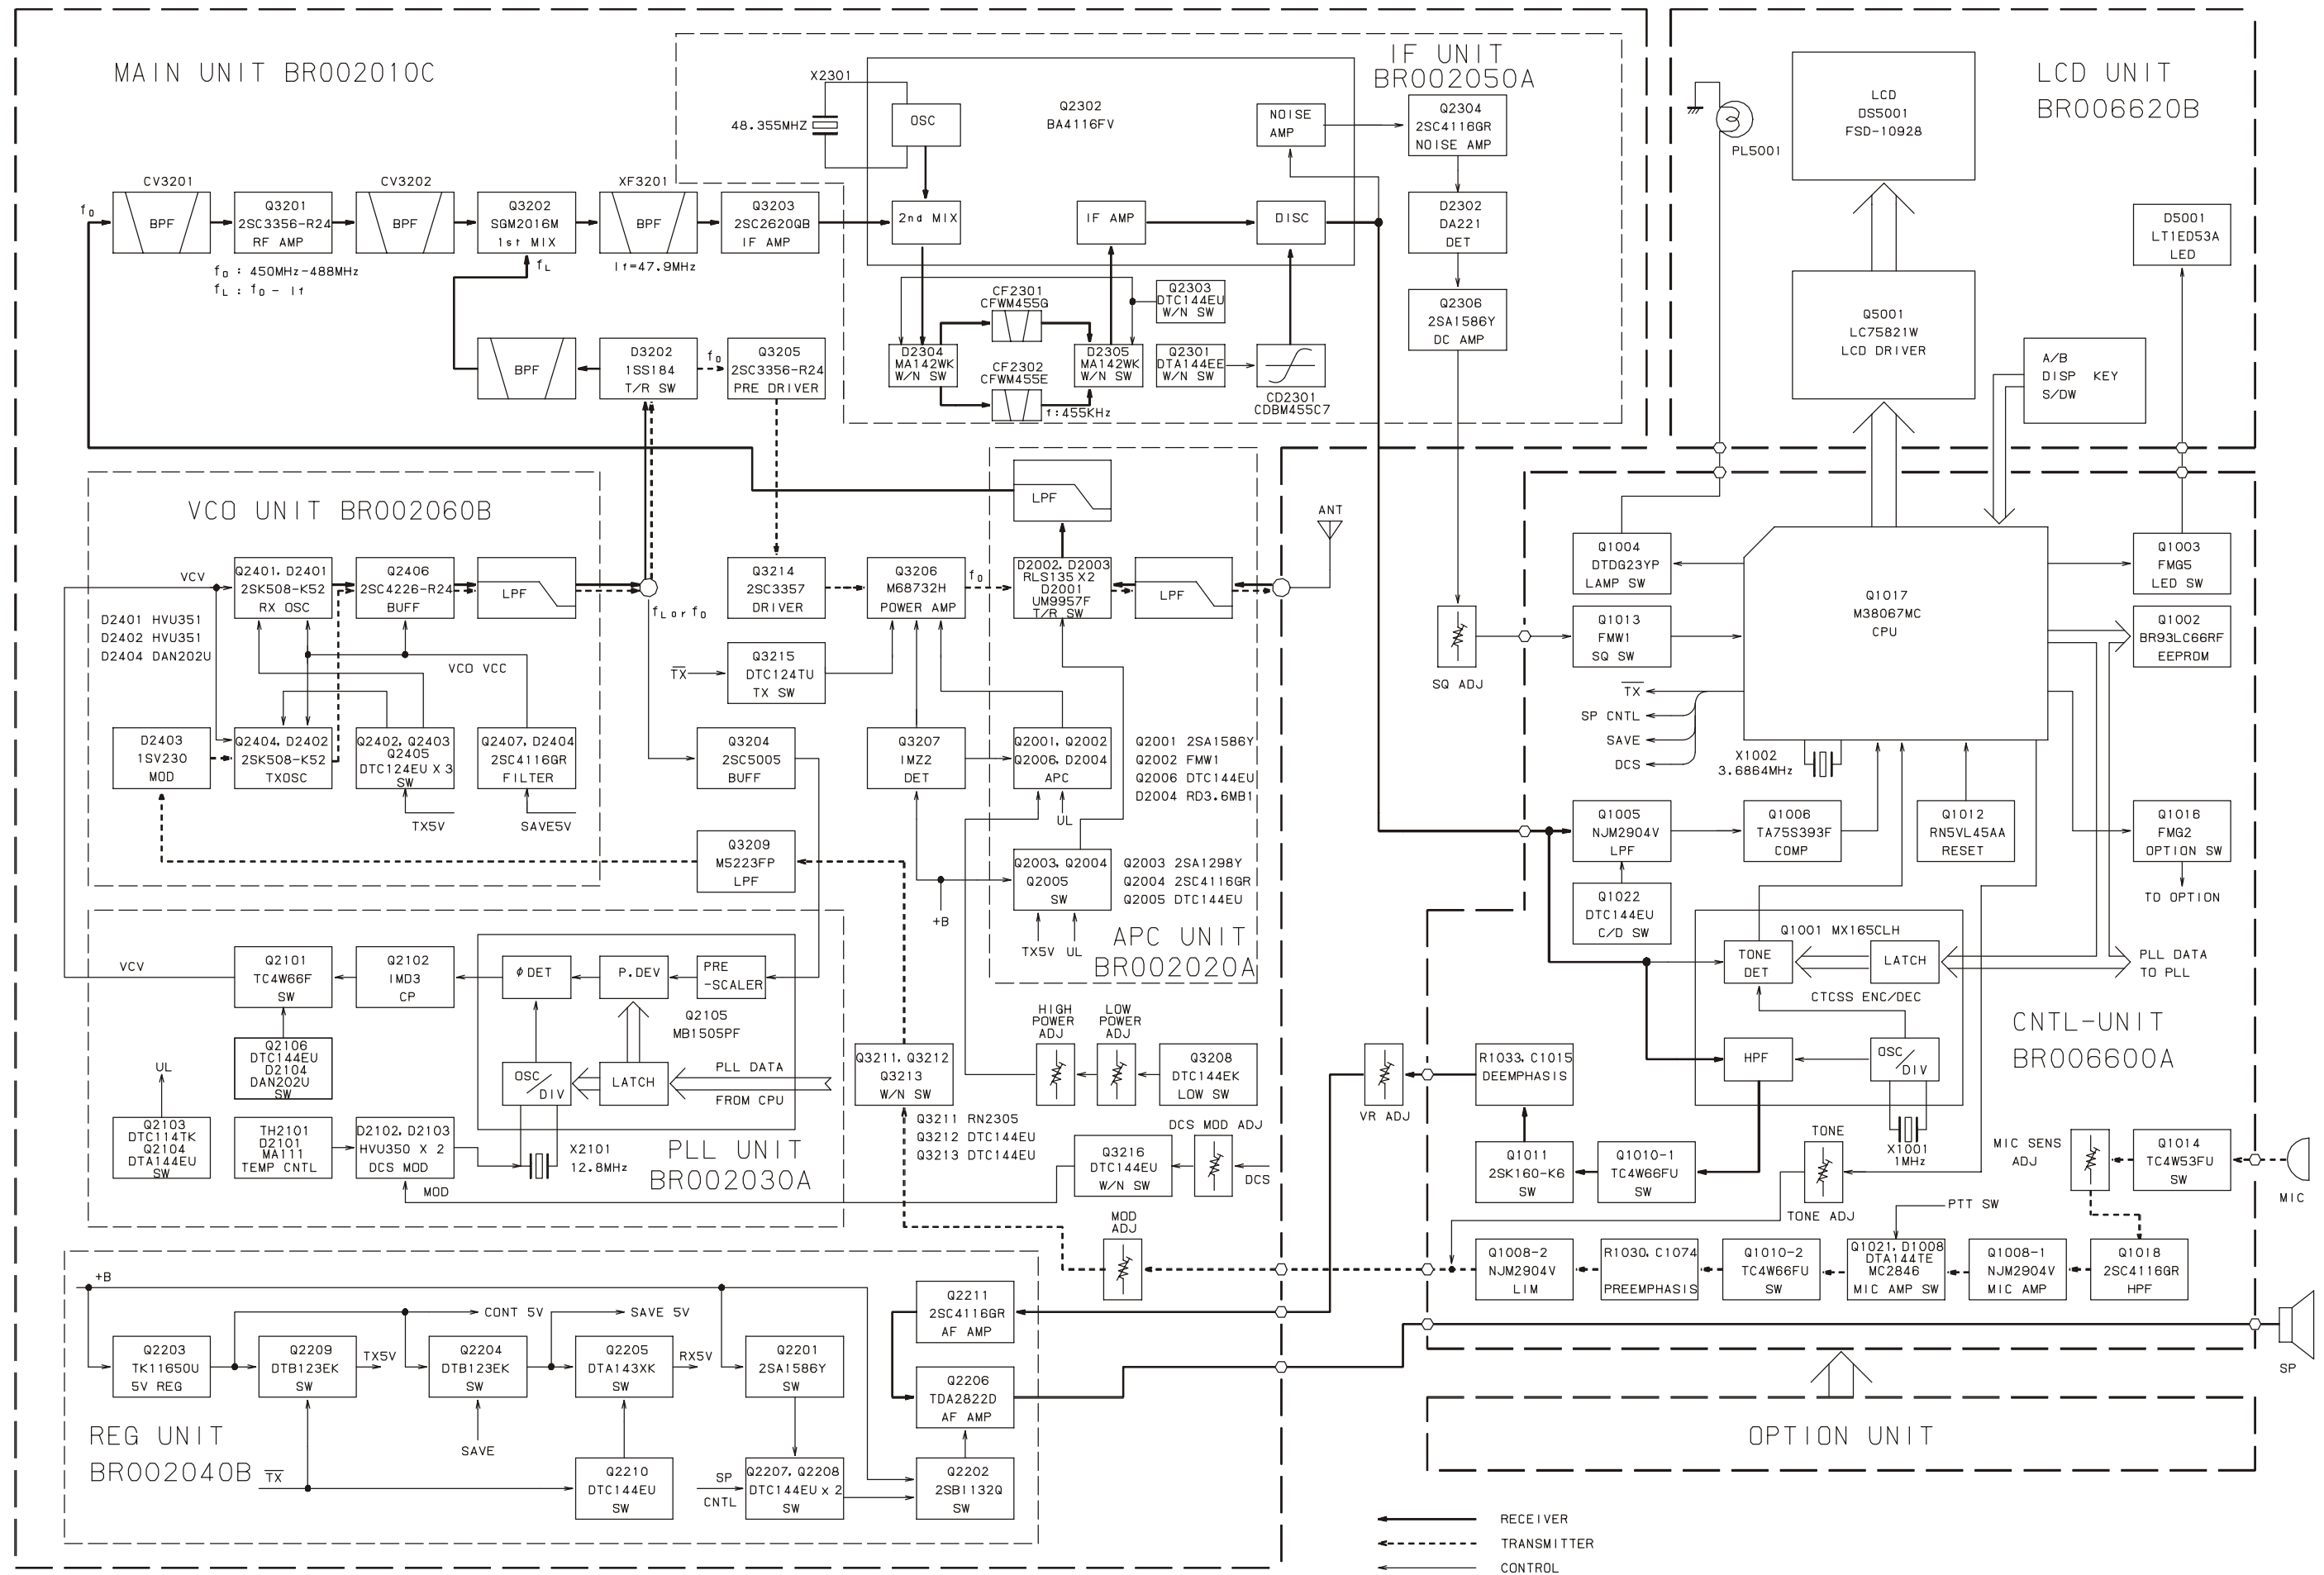 MAIN UNIT BR002010C
IF UNIT
BR002050A
LCD UNIT
BR006620B
X2301
48.355MHZ
OSC
Q2302
BA4116FV
NOISE
AMP
Q2304
2SC4116GR
NOISE AMP
PL5001
LCD
DS5001
FSD-10928
CV3201
BPF
Q3201
2SC3356-R24
RF AMP
CV3202
BPF
Q3202
SGM2016M
1st MIX
XF3201
BPF
Q3203
2SC2620QB
IF AMP
2nd MIX
IF AMP
DISC
D2302
DA221
DET
D5001
LT1ED53A
LED
f0
f0 : 450MHz-488MHz
fL : f0 - If
fL
If=47.9MHz
CF2301
CFWM455G
Q2303
DTC144EU
W/N SW
Q2306
2SA1586Y
DC AMP
Q5001
LC75821W
LCD DRIVER
BPF
D3202
1SS184
T/R SW
f0
Q3205
2SC3356-R24
PRE DRIVER
D2304
MA142WK
W/N SW
CF2302
CFWM455E
f:455KHz
D2305
MA142WK
W/N SW
Q2301
DTA144EE
W/N SW
CD2301
CDBM455C7
A/B
DISP KEY
S/DW
VCO UNIT BR002060B
LPF
ANT
VCV
Q2401, D2401
2SK508-K52
RX OSC
Q2406
2SC4226-R24
BUFF
LPF
fL or f0
Q3214
2SC3357
DRIVER
Q3206
M68732H
POWER AMP
f0
D2002, D2003
RLS135 X2
D2001
UM9957F
T/R SW
LPF
Q1004
DTDG23YP
LAMP SW
Q1017
M38067MC
CPU
Q1003
FMG5
LED SW
D2401 HVU351
D2402 HVU351
D2404 DAN202U
VCO VCC
TX
Q3215
DTC124TU
TX SW
SQ ADJ
Q1013
FMW1
SQ SW
Q1002
BR93LC66RF
EEPROM
TX
SP CNTL
SAVE
DCS
X1002
3.6864MHz
D2403
1SV230
MOD
Q2404, D2402
2SK508-K52
TXOSC
Q2402, Q2403
Q2405
DTC124EU X 3
SW
Q2407, D2404
2SC4116GR
FILTER
TX5V
SAVE5V
Q3204
2SC5005
BUFF
Q3207
IMZ2
DET
Q2001, Q2002
Q2006, D2004
APC
UL
Q2001 2SA1586Y
Q2002 FMW1
Q2006 DTC144EU
D2004 RD3.6MB1
Q3209
M5223FP
LPF
+B
Q2003, Q2004
Q2005
SW
Q2003 2SA1298Y
Q2004 2SC4116GR
Q2005 DTC144EU
TX5V UL
APC UNIT
BR002020A
Q1005
NJM2904V
LPF
Q1006
TA75S393F
COMP
Q1012
RN5VL45AA
RESET
Q1016
FMG2
OPTION SW
TO OPTION
Q1022
DTC144EU
C/D SW
Q1001 MX165CLH
TONE
DET
LATCH
PLL DATA
TO PLL
CTCSS ENC/DEC
HPF
OSC
/DIV
X1001
1MHz
CNTL-UNIT
BR006600A
VCV
Q2101
TC4W66F
SW
Q2102
IMD3
CP
ΦDET
P.DEV
PRE
-SCALER
Q2105
MB1505PF
UL
Q2106
DTC144EU
D2104
DAN202U
SW
OSC
/DIV
LATCH
PLL DATA
FROM CPU
Q3211, Q3212
Q3213
W/N SW
HIGH
POWER
ADJ
LOW
POWER
ADJ
Q3208
DTC144EK
LOW SW
VR ADJ
R1033, C1015
DEEMPHASIS
Q2103
DTC114TK
Q2104
DTA144EU
SW
TH2101
D2101
MA111
TEMP CNTL
D2102, D2103
HVU350 X 2
DCS MOD
MOD
X2101
12.8MHz
PLL UNIT
BR002030A
Q3211 RN2305
Q3212 DTC144EU
Q3213 DTC144EU
Q3216
DTC144EU
W/N SW
DCS MOD ADJ
DCS
Q1011
2SK160-K6
SW
Q1010-1
TC4W66FU
SW
TONE
TONE ADJ
MIC SENS
ADJ
Q1014
TC4W53FU
SW
MIC
MOD
ADJ
PTT SW
Q1008-2
NJM2904V
LIM
R1030, C1074
PREEMPHASIS
Q1010-2
TC4W66FU
SW
Q1021, D1008
DTA144TE
MC2846
MIC AMP SW
Q1008-1
NJM2904V
MIC AMP
Q1018
2SC4116GR
HPF
SP
+B
CONT 5V
SAVE 5V
Q2211
2SC4116GR
AF AMP
Q2203
TK11650U
5V REG
Q2209
DTB123EK
SW
TX5V
Q2204
DTB123EK
SW
Q2205
DTA143XK
SW
RX5V
Q2201
2SA1586Y
SW
Q2206
TDA2822D
AF AMP
REG UNIT
BR002040B
SAVE
TX
Q2210
DTC144EU
SW
SP
CNTL
Q2207, Q2208
DTC144EU x 2
SW
Q2202
2SB1132Q
SW
OPTION UNIT
RECEIVER
TRANSMITTER
CONTROL